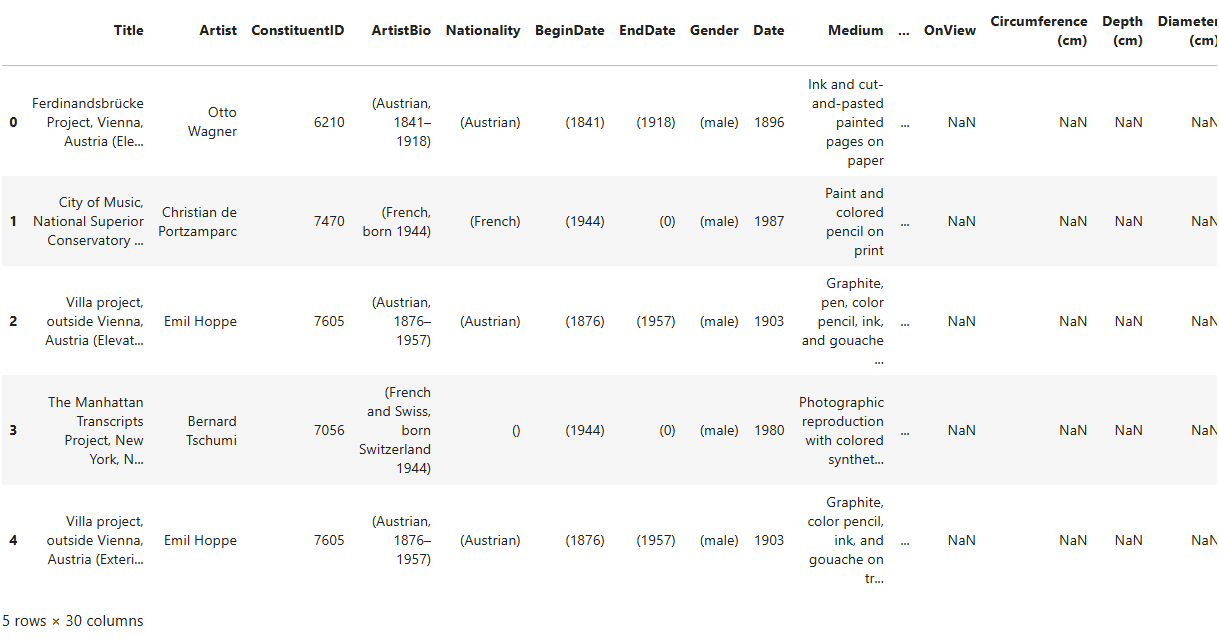 Title Artist ConstituentID ArtistBio Nationality BeginDate EndDate Gender Date Medium ... OnView Circumference (cm) Depth (cm) Diameter (cm)
0 Ferdinandsbrücke Project, Vienna, Austria (Ele... Otto Wagner 6210 (Austrian, 1841–1918) (Austrian) (1841) (1918) (male) 1896 Ink and cut-and-pasted painted pages on paper ... NaN NaN NaN NaN
1 City of Music, National Superior Conservatory ... Christian de Portzamparc 7470 (French, born 1944) (French) (1944) (0) (male) 1987 Paint and colored pencil on print ... NaN NaN NaN NaN
2 Villa project, outside Vienna, Austria (Elevat... Emil Hoppe 7605 (Austrian, 1876–1957) (Austrian) (1876) (1957) (male) 1903 Graphite, pen, color pencil, ink, and gouache ... ... NaN NaN NaN NaN
3 The Manhattan Transcripts Project, New York, N... Bernard Tschumi 7056 (French and Swiss, born Switzerland 1944) () (1944) (0) (male) 1980 Photographic reproduction with colored synthet... ... NaN NaN NaN NaN
4 Villa project, outside Vienna, Austria (Exteri... Emil Hoppe 7605 (Austrian, 1876–1957) (Austrian) (1876) (1957) (male) 1903 Graphite, color pencil, ink, and gouache on tr... ... NaN NaN NaN NaN
5 rows × 30 columns